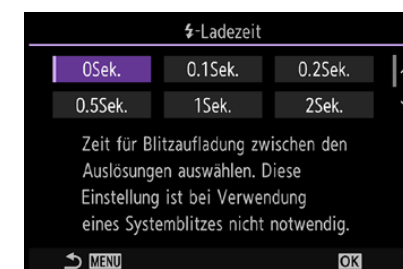 ⚡-Ladezeit
0Sek. 0.1Sek. 0.2Sek.
0.5Sek. 1Sek. 2Sek.
Zeit für Blitzaufladung zwischen den
Auslösungen auswählen. Diese
Einstellung ist bei Verwendung
eines Systemblitzes nicht notwendig.
MENU OK